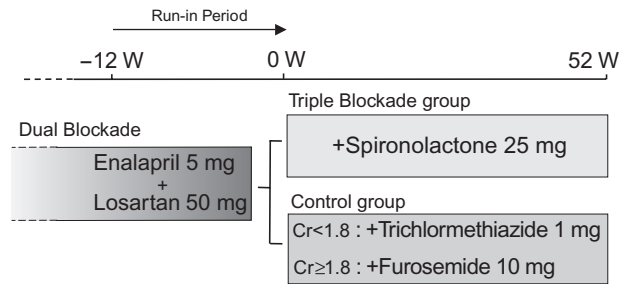 Run-in Period
−12 W 0 W 52 W
Triple Blockade group
Dual Blockade
+Spironolactone 25 mg
Enalapril 5 mg
+
Losartan 50 mg
Control group
Cr<1.8 : +Trichlormethiazide 1 mg
Cr≥1.8 : +Furosemide 10 mg